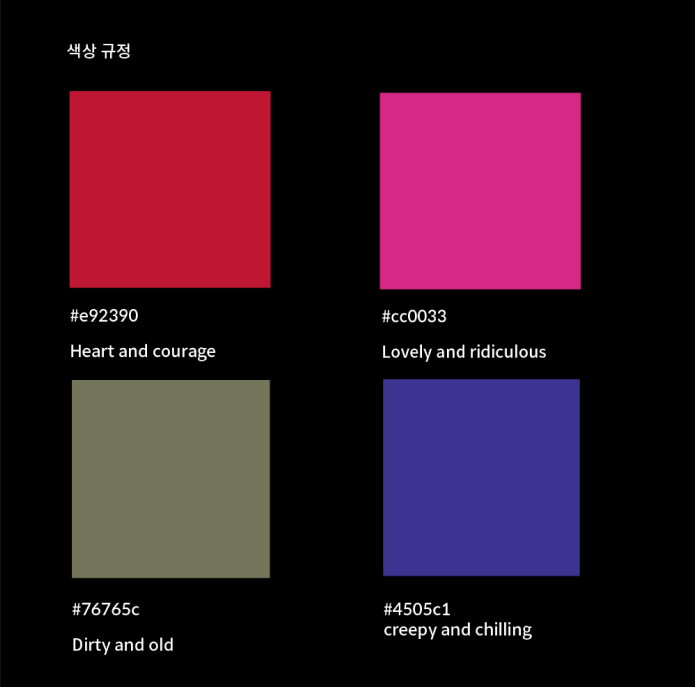 색상 규정
#e92390
Heart and courage
#cc0033
Lovely and ridiculous
#76765c
Dirty and old
#4505c1
creepy and chilling